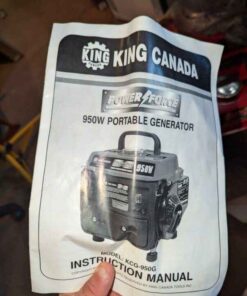 KING
KING CANADA
POWER FORCE
950W PORTABLE GENERATOR
950W
MODEL: KCG-950G
INSTRUCTION MANUAL